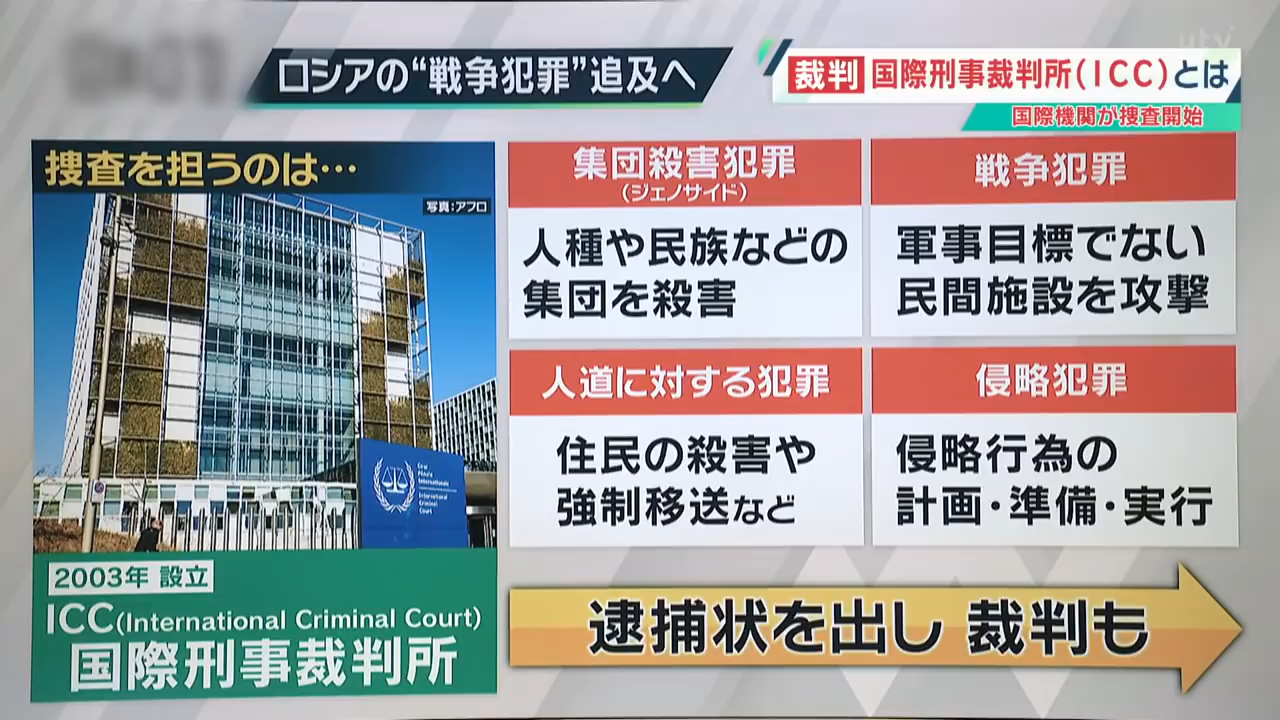 ロシアの“戦争犯罪”追及へ
裁判 国際刑事裁判所(ICC)とは
国際機関が捜査開始
ytv
捜査を担うのは…
写真:アフロ
Cour
Pénale
Internationale
International
Criminal
Court
2003年 設立
ICC(International Criminal Court)
国際刑事裁判所
集団殺害犯罪
(ジェノサイド)
人種や民族などの
集団を殺害
戦争犯罪
軍事目標でない
民間施設を攻撃
人道に対する犯罪
住民の殺害や
強制移送など
侵略犯罪
侵略行為の
計画・準備・実行
逮捕状を出し 裁判も